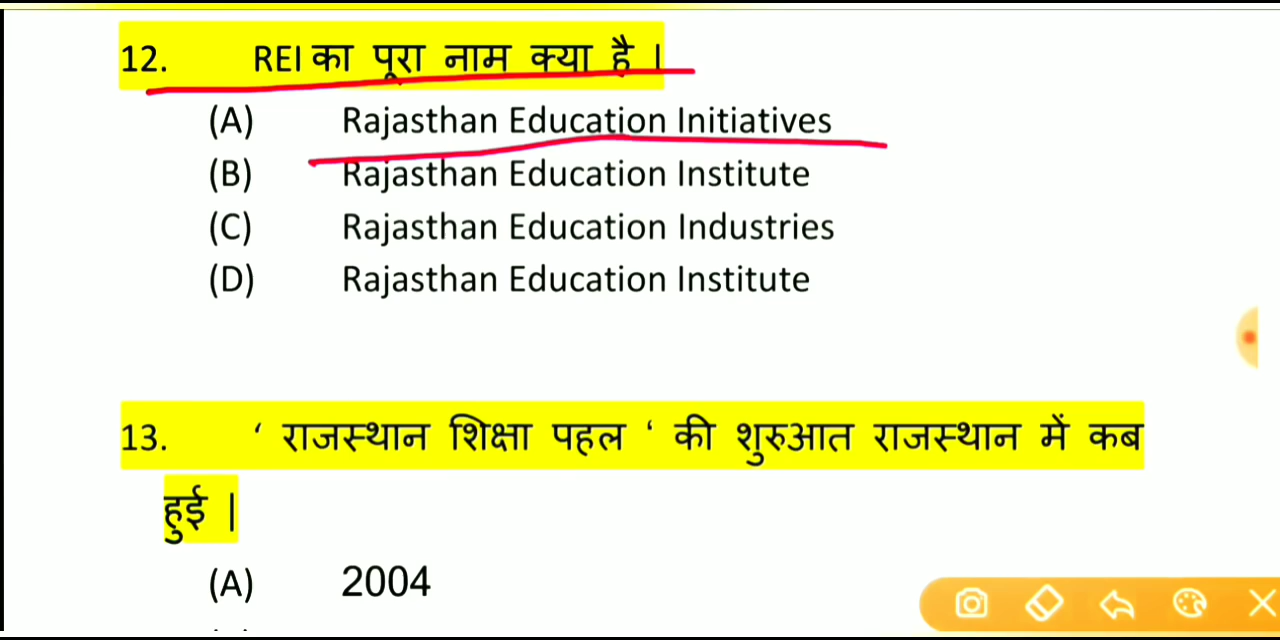 12. REI का पूरा नाम क्या है ।
(A) Rajasthan Education Initiatives
(B) Rajasthan Education Institute
(C) Rajasthan Education Industries
(D) Rajasthan Education Institute
13. ‘ राजस्थान शिक्षा पहल ‘ की शुरुआत राजस्थान में कब
हुई |
(A) 2004